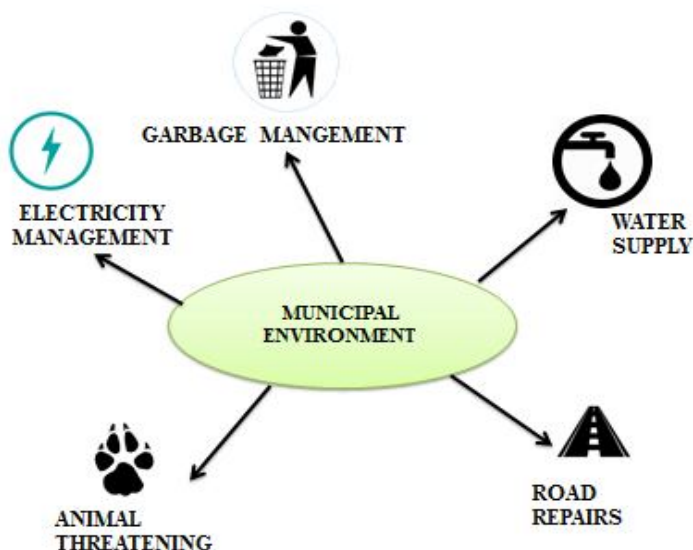 GARBAGE MANGEMENT
ELECTRICITY
MANAGEMENT
WATER
SUPPLY
MUNICIPAL
ENVIRONMENT
ANIMAL
THREATENING
ROAD
REPAIRS